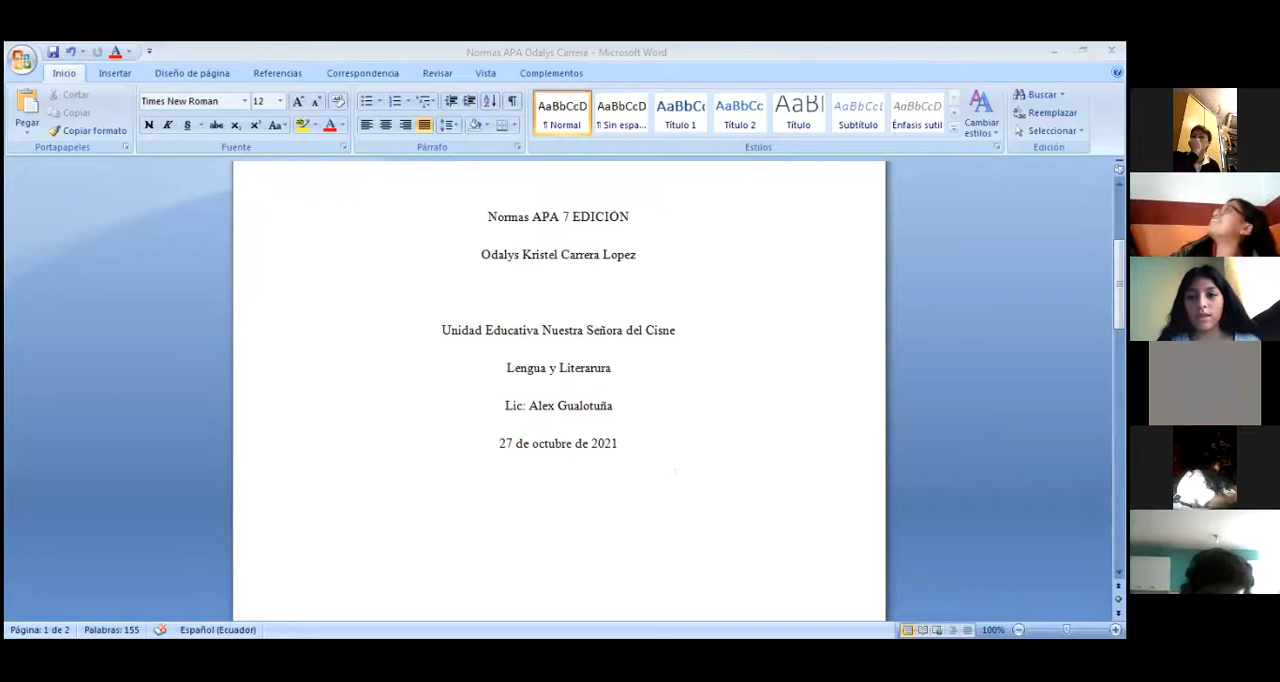 Normas APA Odalys Carrera - Microsoft Word
Inicio Insertar Diseño de página Referencias Correspondencia Revisar Vista Complementos
Pegar
Cortar
Copiar
Copiar formato
Portapapeles
Times New Roman 12
Fuente
Párrafo
AaBbCcD AaBbCcD AaBbCc AaBbCc AaB AaBbCcL AaBbCcD
¶ Normal ¶ Sin espa... Título 1 Título 2 Título Subtítulo Énfasis sutil
Estilos
Cambiar
estilos
Buscar
Reemplazar
Seleccionar
Edición
Normas APA 7 EDICIÓN
Odalys Kristel Carrera Lopez
Unidad Educativa Nuestra Señora del Cisne
Lengua y Literarura
Lic: Alex Gualotuña
27 de octubre de 2021
Página: 1 de 2 Palabras: 155 Español (Ecuador) 100%